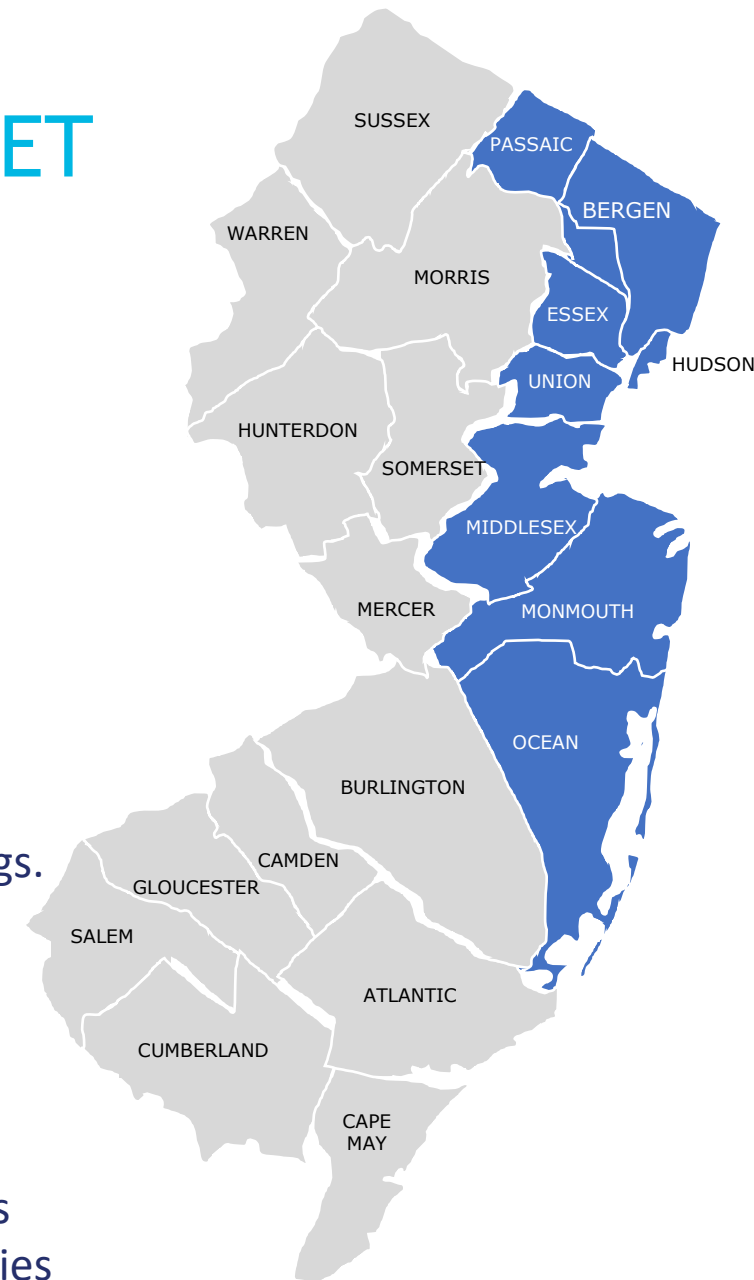 ET
SUSSEX
PASSAIC
BERGEN
WARREN
MORRIS
ESSEX
HUDSON
UNION
HUNTERDON
SOMERSET
MIDDLESEX
MERCER
MONMOUTH
OCEAN
BURLINGTON
CAMDEN
gs.
GLOUCESTER
SALEM
ATLANTIC
CUMBERLAND
CAPE
MAY
s
ies